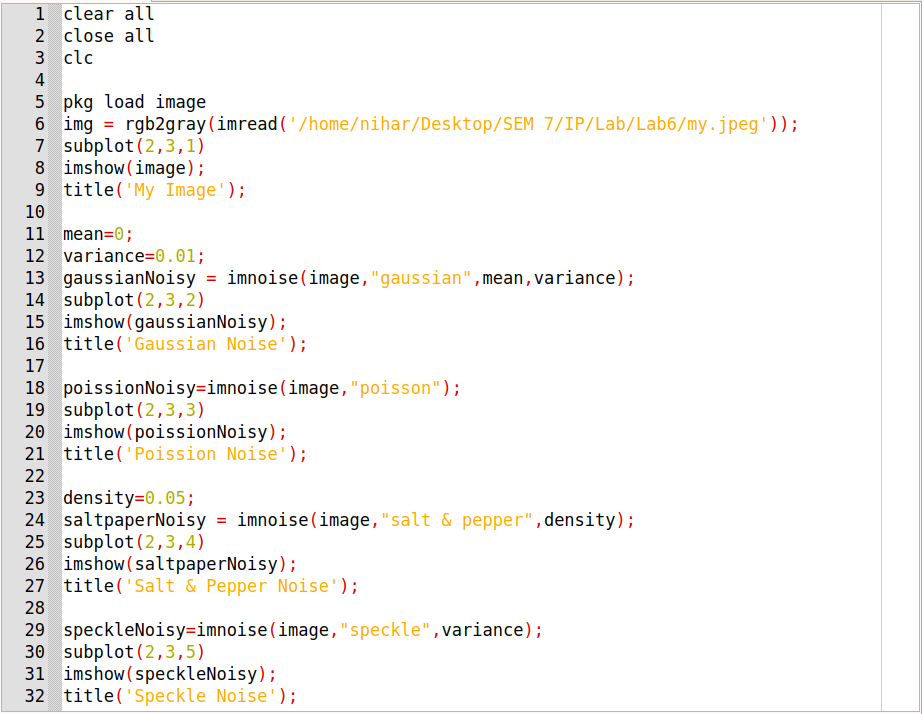 1 clear all
2 close all
3 clc
4
5 pkg load image
6 img = rgb2gray(imread('/home/nihar/Desktop/SEM 7/IP/Lab/Lab6/my.jpeg'));
7 subplot(2,3,1)
8 imshow(image);
9 title('My Image');
10
11 mean=0;
12 variance=0.01;
13 gaussianNoisy = imnoise(image,"gaussian",mean,variance);
14 subplot(2,3,2)
15 imshow(gaussianNoisy);
16 title('Gaussian Noise');
17
18 poissionNoisy=imnoise(image,"poisson");
19 subplot(2,3,3)
20 imshow(poissionNoisy);
21 title('Poission Noise');
22
23 density=0.05;
24 saltpaperNoisy = imnoise(image,"salt & pepper",density);
25 subplot(2,3,4)
26 imshow(saltpaperNoisy);
27 title('Salt & Pepper Noise');
28
29 speckleNoisy=imnoise(image,"speckle",variance);
30 subplot(2,3,5)
31 imshow(speckleNoisy);
32 title('Speckle Noise');